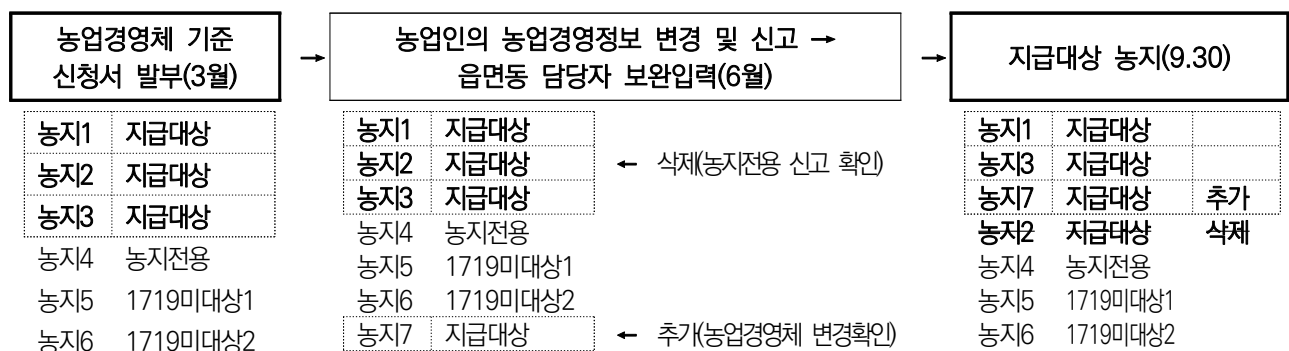 농업경영체 기준
신청서 발부(3월)
→
농업인의 농업경영정보 변경 및 신고 →
읍면동 담당자 보완입력(6월)
→
지급대상 농지(9.30)
농지1 지급대상
농지2 지급대상
농지3 지급대상
농지4 농지전용
농지5 1719미대상1
농지6 1719미대상2
농지1 지급대상
농지2 지급대상 ← 삭제(농지전용 신고 확인)
농지3 지급대상
농지4 농지전용
농지5 1719미대상1
농지6 1719미대상2
농지7 지급대상 ← 추가(농업경영체 변경확인)
농지1 지급대상
농지3 지급대상
농지7 지급대상 추가
농지2 지급대상 삭제
농지4 농지전용
농지5 1719미대상1
농지6 1719미대상2